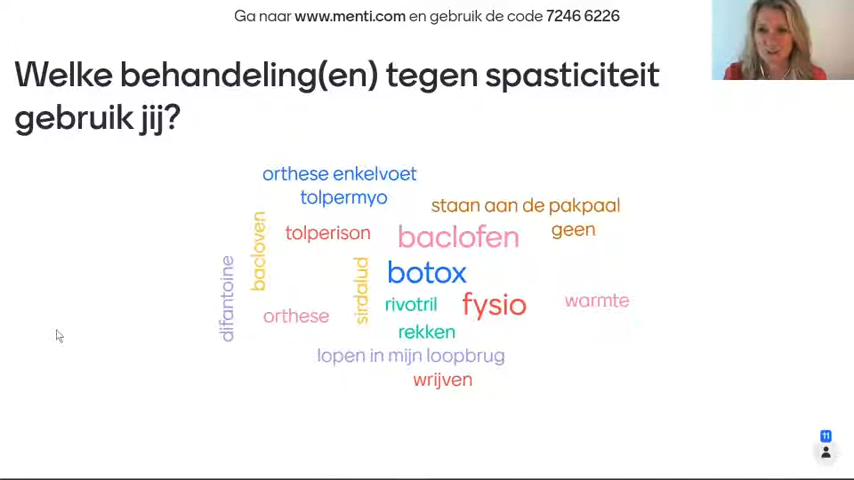 Ga naar www.menti.com en gebruik de code 7246 6226
Welke behandeling(en) tegen spasticiteit
gebruik jij?
orthese enkelvoet
tolpermyo
staan aan de pakpaal
bacloven
tolperison
baclofen
geen
difantoine
sirdalud
botox
orthese
rivotril
fysio
warmte
rekken
lopen in mijn loopbrug
wrijven
11